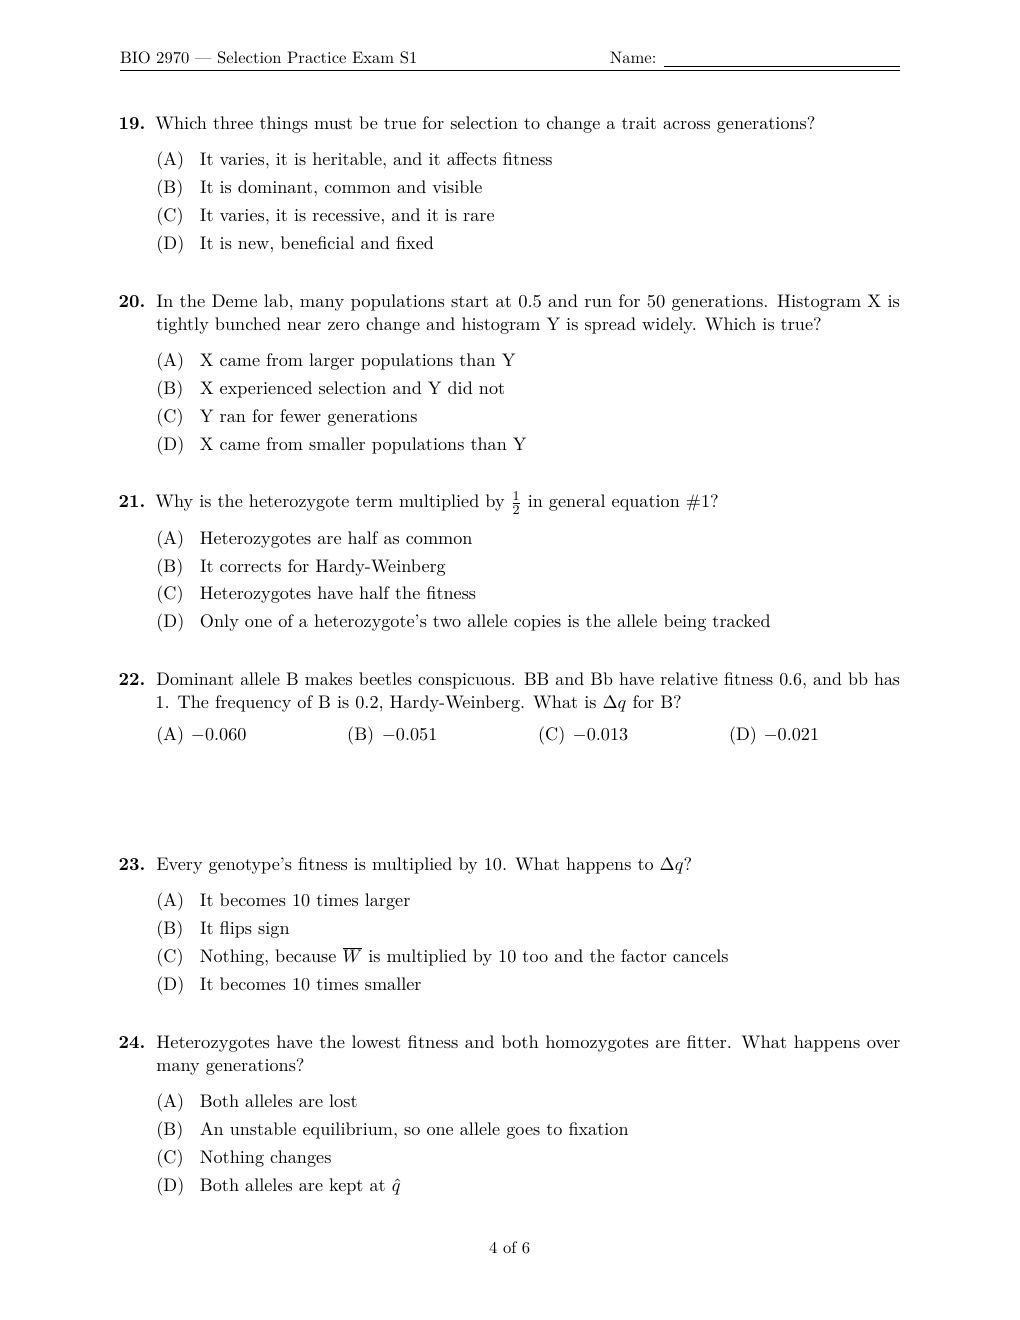 BIO 2970 — Selection Practice Exam S1 Name:
19. Which three things must be true for selection to change a trait across generations?
(A) It varies, it is heritable, and it affects fitness
(B) It is dominant, common and visible
(C) It varies, it is recessive, and it is rare
(D) It is new, beneficial and fixed
20. In the Deme lab, many populations start at 0.5 and run for 50 generations. Histogram X is
tightly bunched near zero change and histogram Y is spread widely. Which is true?
(A) X came from larger populations than Y
(B) X experienced selection and Y did not
(C) Y ran for fewer generations
(D) X came from smaller populations than Y
21. Why is the heterozygote term multiplied by 1/2 in general equation #1?
(A) Heterozygotes are half as common
(B) It corrects for Hardy-Weinberg
(C) Heterozygotes have half the fitness
(D) Only one of a heterozygote's two allele copies is the allele being tracked
22. Dominant allele B makes beetles conspicuous. BB and Bb have relative fitness 0.6, and bb has
1. The frequency of B is 0.2, Hardy-Weinberg. What is Δq for B?
(A) −0.060 (B) −0.051 (C) −0.013 (D) −0.021
23. Every genotype's fitness is multiplied by 10. What happens to Δq?
(A) It becomes 10 times larger
(B) It flips sign
(C) Nothing, because W̅ is multiplied by 10 too and the factor cancels
(D) It becomes 10 times smaller
24. Heterozygotes have the lowest fitness and both homozygotes are fitter. What happens over
many generations?
(A) Both alleles are lost
(B) An unstable equilibrium, so one allele goes to fixation
(C) Nothing changes
(D) Both alleles are kept at q̂
4 of 6